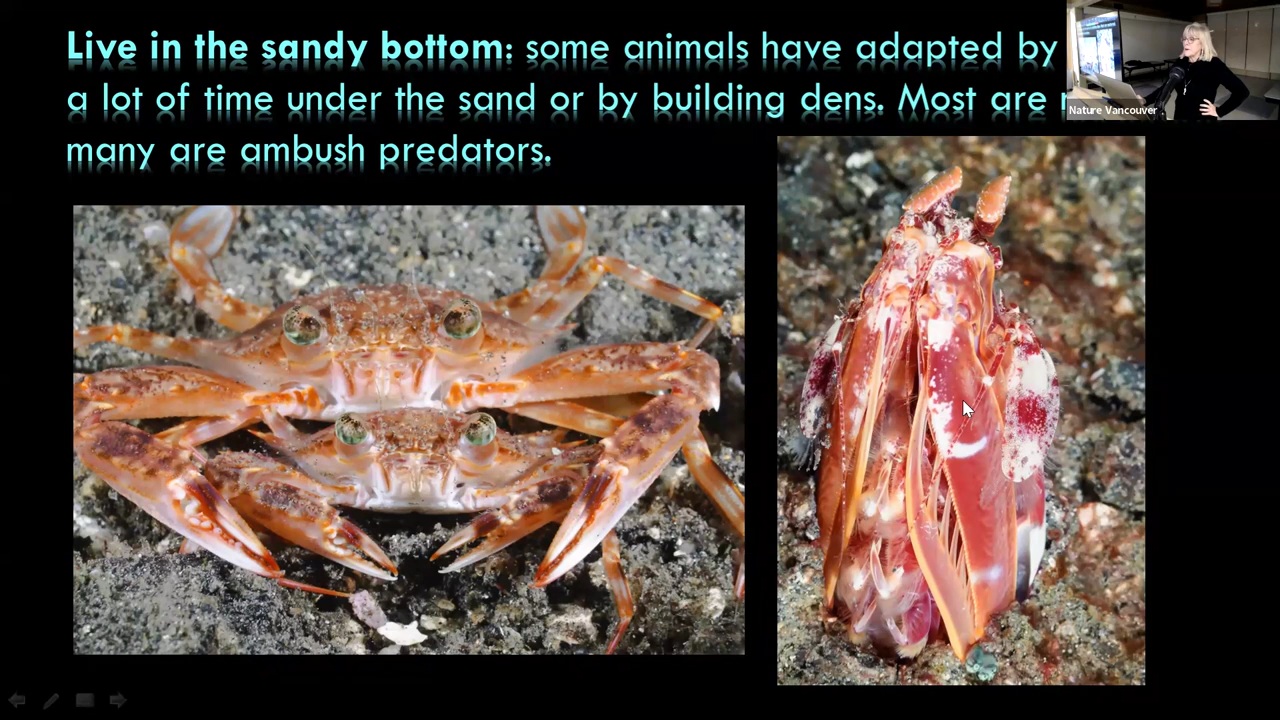 Live in the sandy bottom: some animals have adapted by
a lot of time under the sand or by building dens. Most are
many are ambush predators.
Nature Vancouver